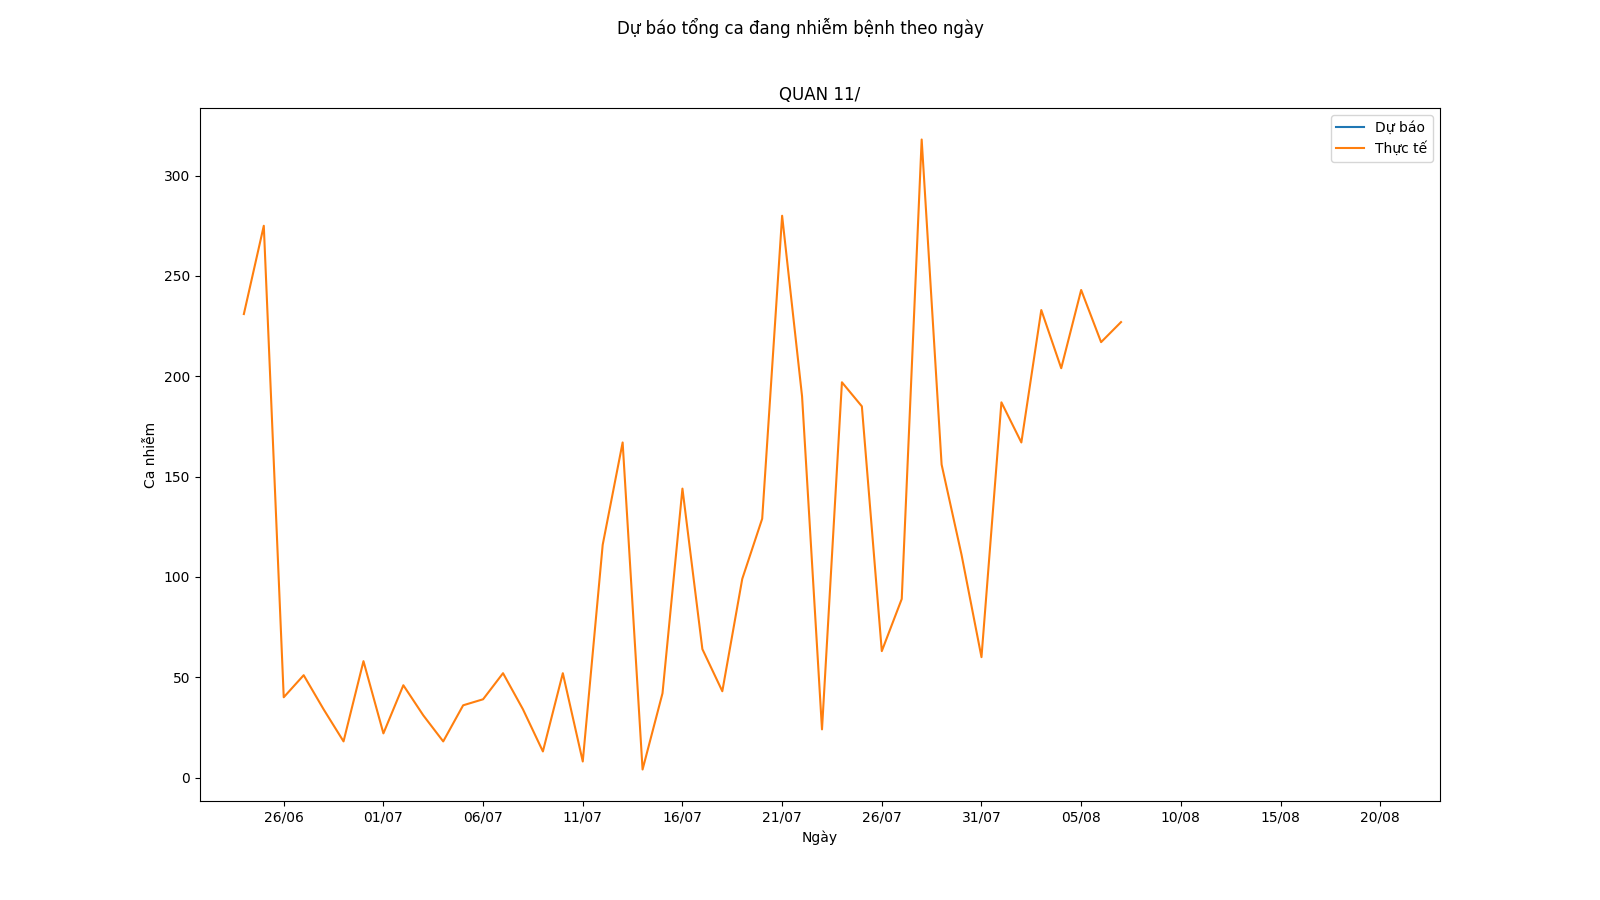 Dự báo tổng ca đang nhiễm bệnh theo ngày
QUAN 11/
Dự báo
Thực tế
300
250
200
150
100
50
0
Ca nhiễm
26/06 01/07 06/07 11/07 16/07 21/07 26/07 31/07 05/08 10/08 15/08 20/08
Ngày